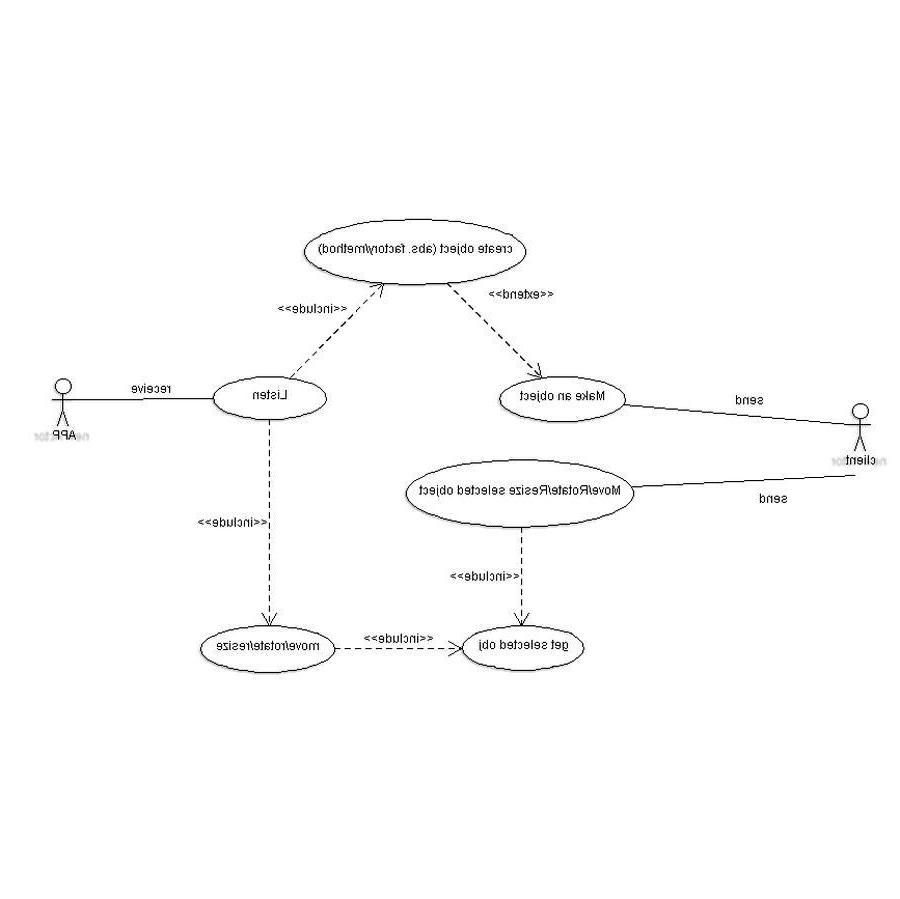 create object (abs. factory/method)
<<extend>>
<<include>>
receive
Listen
Make an object
send
APP
client
Move/Rotate/Resize selected object
send
<<include>>
<<include>>
<<include>>
move/rotate/resize
get selected obj